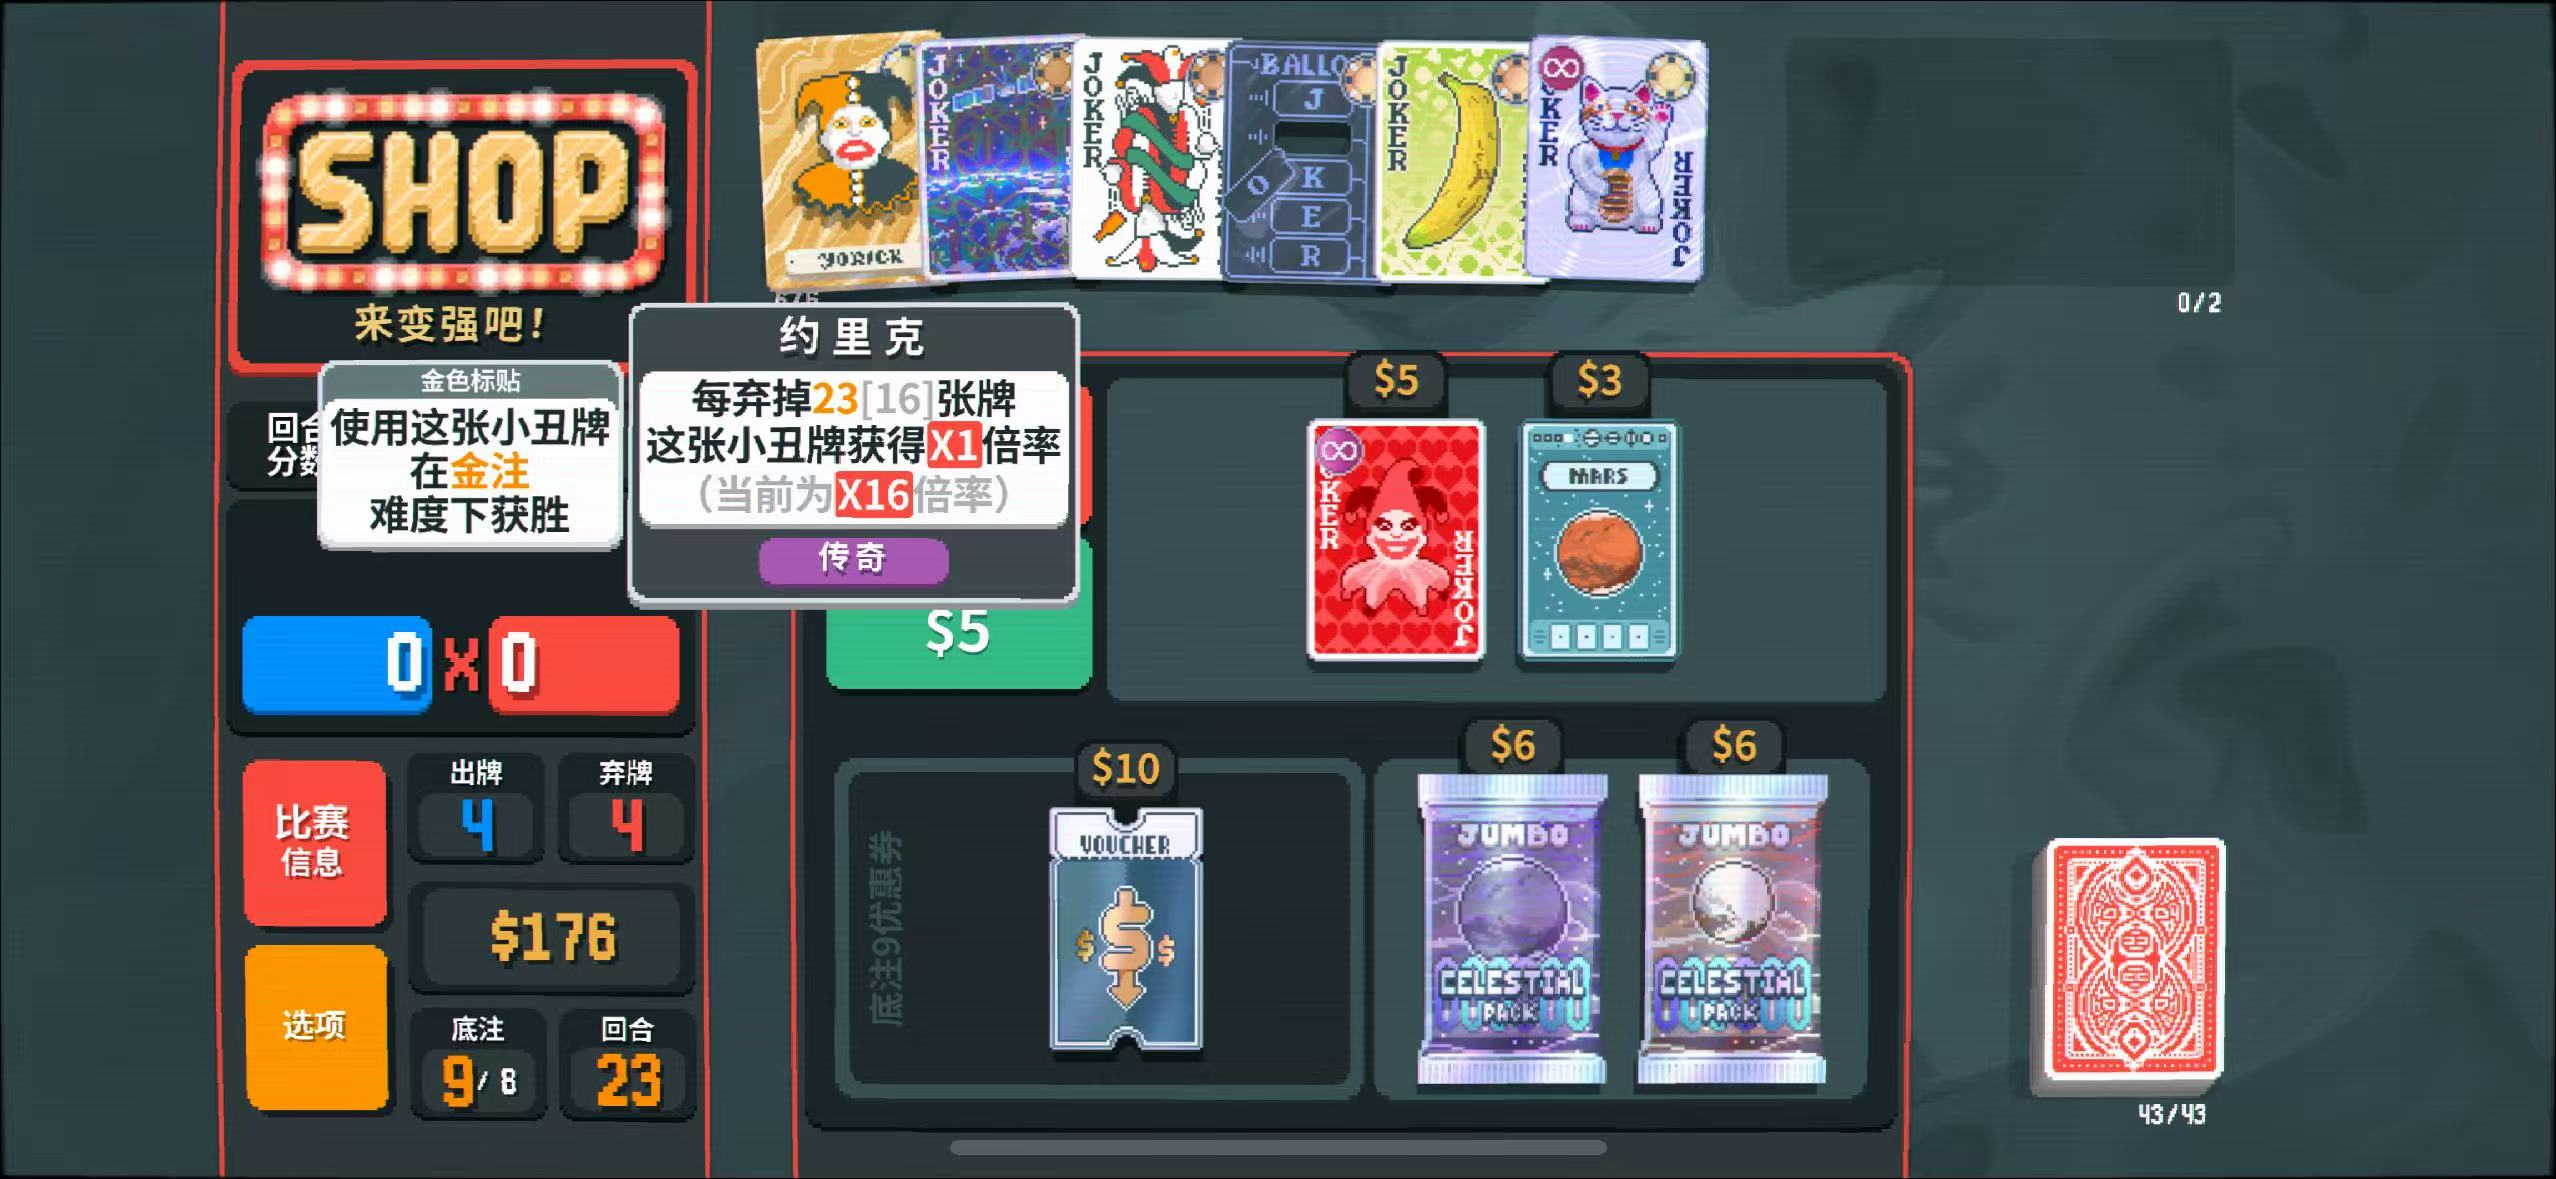 SHOP
来变强吧！
JOKER
JOKER
BALLO
J
O
K
E
R
JOKER
KER
JOKER
YORICK
0/2
金色标贴
使用这张小丑牌
在金注
难度下获胜
约里克
每弃掉23[16]张牌
这张小丑牌获得X1倍率
（当前为X16倍率）
传奇
回合
分数
$5
$5
$3
KER
JOKER
MARS
0 X 0
比赛
信息
出牌
4
弃牌
4
$176
选项
底注
9/8
回合
23
底注9优惠券
$10
VOUCHER
$
$
$
$6
JUMBO
CELESTIAL
PACK
$6
JUMBO
CELESTIAL
PACK
43/43